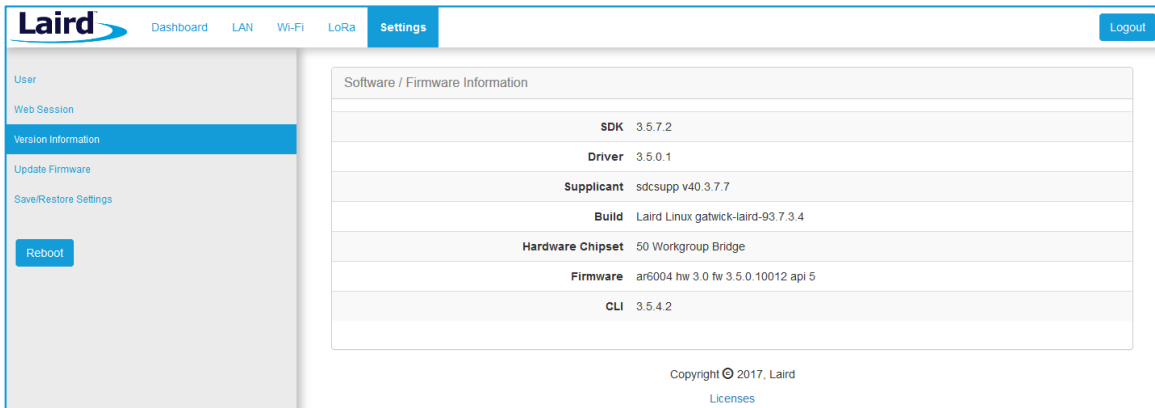 Laird™ Dashboard LAN Wi-Fi LoRa Settings Logout
User
Web Session
Version Information
Update Firmware
Save/Restore Settings
Reboot
Software / Firmware Information
SDK 3.5.7.2
Driver 3.5.0.1
Supplicant sdcsupp v40.3.7.7
Build Laird Linux gatwick-laird-93.7.3.4
Hardware Chipset 50 Workgroup Bridge
Firmware ar6004 hw 3.0 fw 3.5.0.10012 api 5
CLI 3.5.4.2
Copyright © 2017, Laird
Licenses